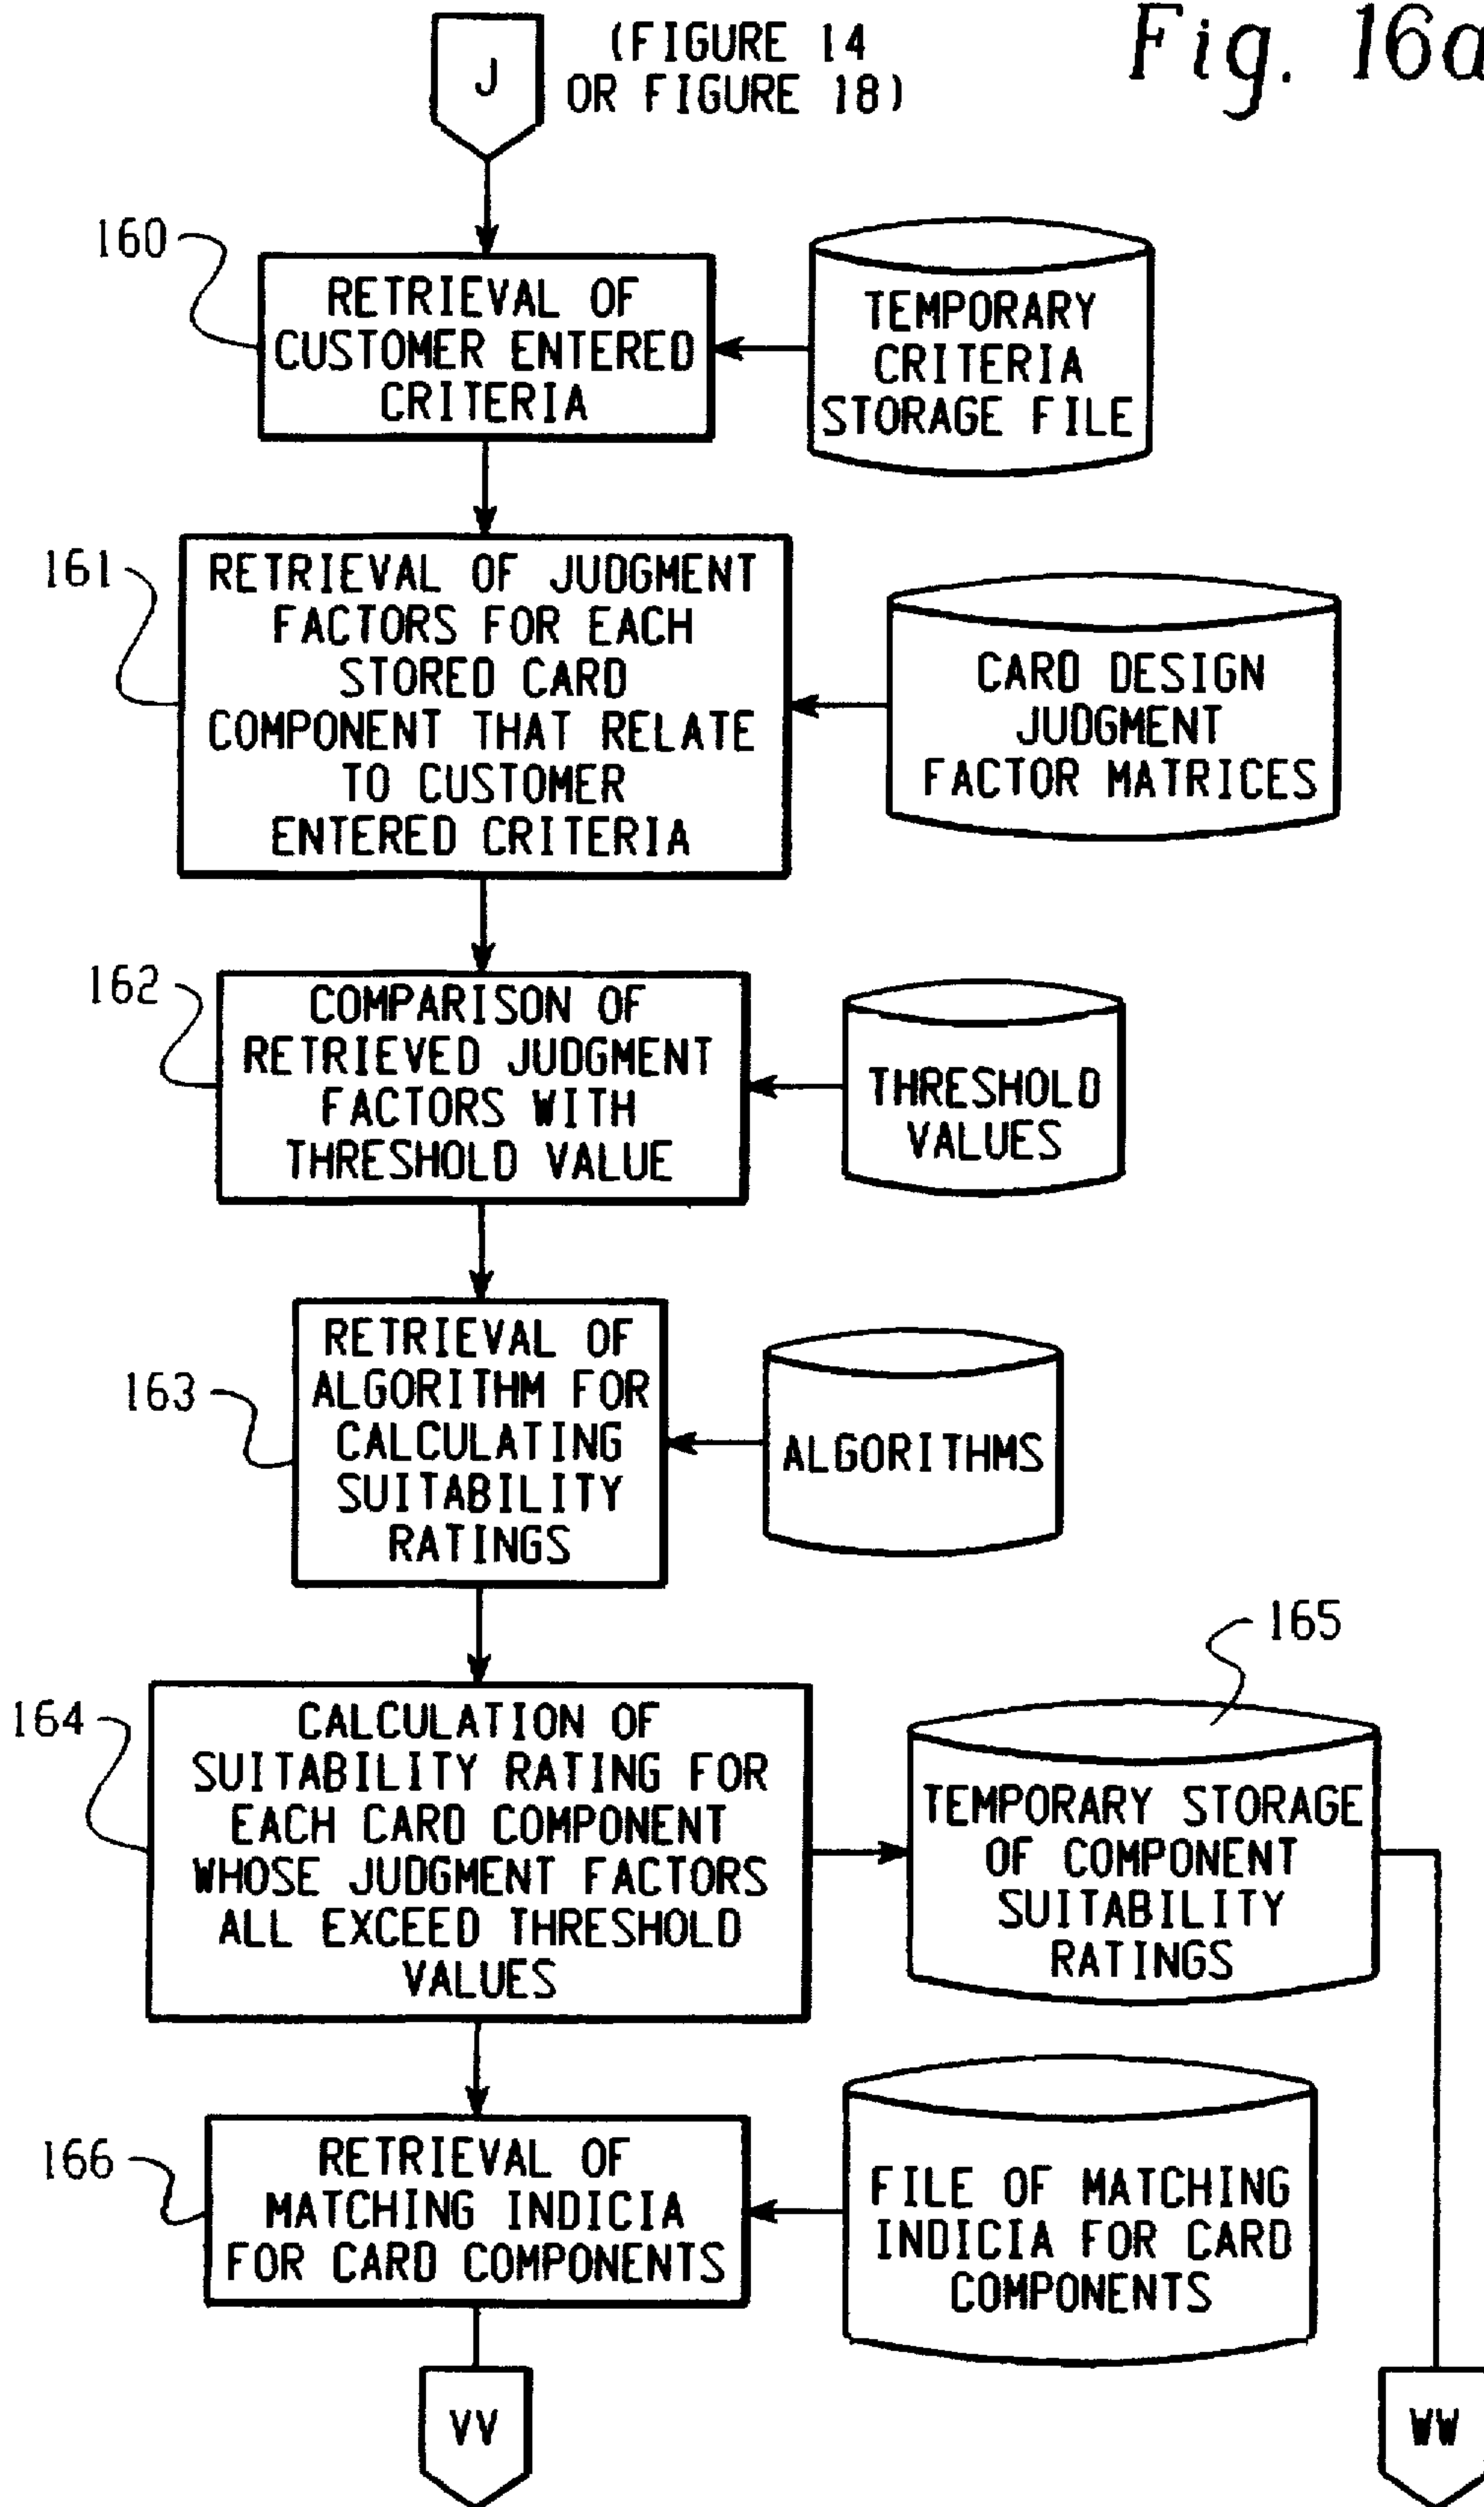 J
(FIGURE 14
OR FIGURE 18)
Fig. 16a
160
RETRIEVAL OF
CUSTOMER ENTERED
CRITERIA
TEMPORARY
CRITERIA
STORAGE FILE
161
RETRIEVAL OF JUDGMENT
FACTORS FOR EACH
STORED CARD
COMPONENT THAT RELATE
TO CUSTOMER
ENTERED CRITERIA
CARD DESIGN
JUDGMENT
FACTOR MATRICES
162
COMPARISON OF
RETRIEVED JUDGMENT
FACTORS WITH
THRESHOLD VALUE
THRESHOLD
VALUES
163
RETRIEVAL OF
ALGORITHM FOR
CALCULATING
SUITABILITY
RATINGS
ALGORITHMS
164
CALCULATION OF
SUITABILITY RATING FOR
EACH CARD COMPONENT
WHOSE JUDGMENT FACTORS
ALL EXCEED THRESHOLD
VALUES
165
TEMPORARY STORAGE
OF COMPONENT
SUITABILITY
RATINGS
166
RETRIEVAL OF
MATCHING INDICIA
FOR CARD COMPONENTS
FILE OF MATCHING
INDICIA FOR CARD
COMPONENTS
VV
WW